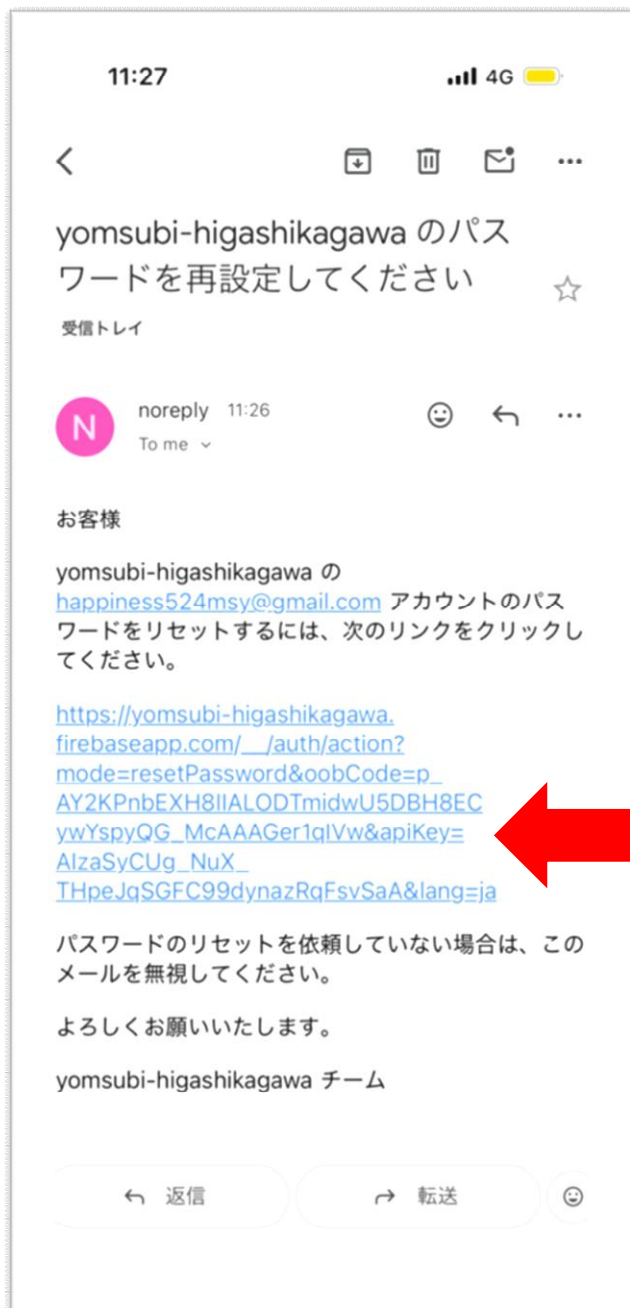 11:27 4G
yomsubi-higashikagawa のパス
ワードを再設定してください
受信トレイ
N noreply 11:26
To me
お客様
yomsubi-higashikagawa の
happiness524msy@gmail.com アカウントのパス
ワードをリセットするには、次のリンクをクリックし
てください。
https://yomsubi-higashikagawa.
firebaseapp.com/__/auth/action?
mode=resetPassword&oobCode=p_
AY2KPnbEXH8IIALODTmidwU5DBH8EC
ywYspyQG_McAAAGer1qIVw&apiKey=
AIzaSyCUg_NuX_
THpeJqSGFC99dynazRqFsvSaA&lang=ja
パスワードのリセットを依頼していない場合は、この
メールを無視してください。
よろしくお願いいたします。
yomsubi-higashikagawa チーム
返信 転送